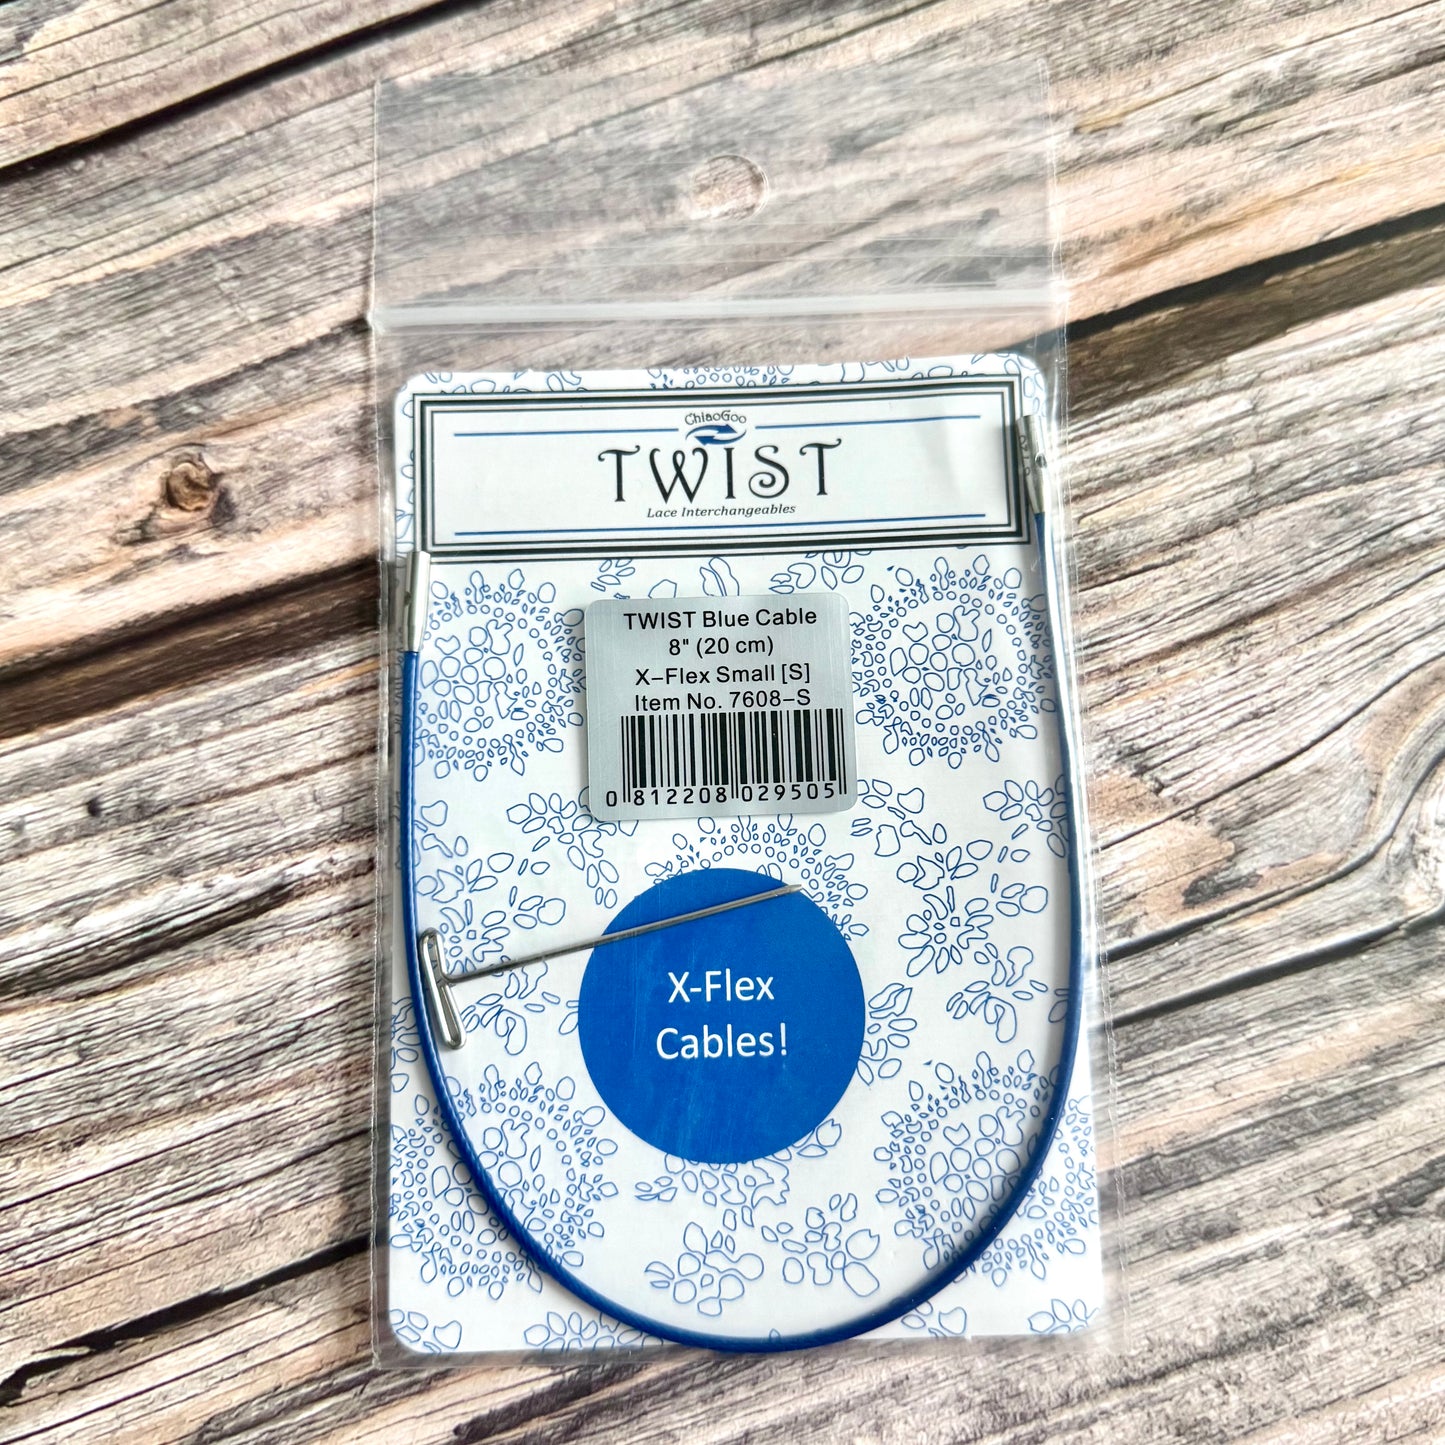 ChiaoGoo
TWIST
Lace Interchangeables
TWIST Blue Cable
8" (20 cm)
X-Flex Small [S]
Item No. 7608-S
0 812208 029505
X-Flex
Cables!